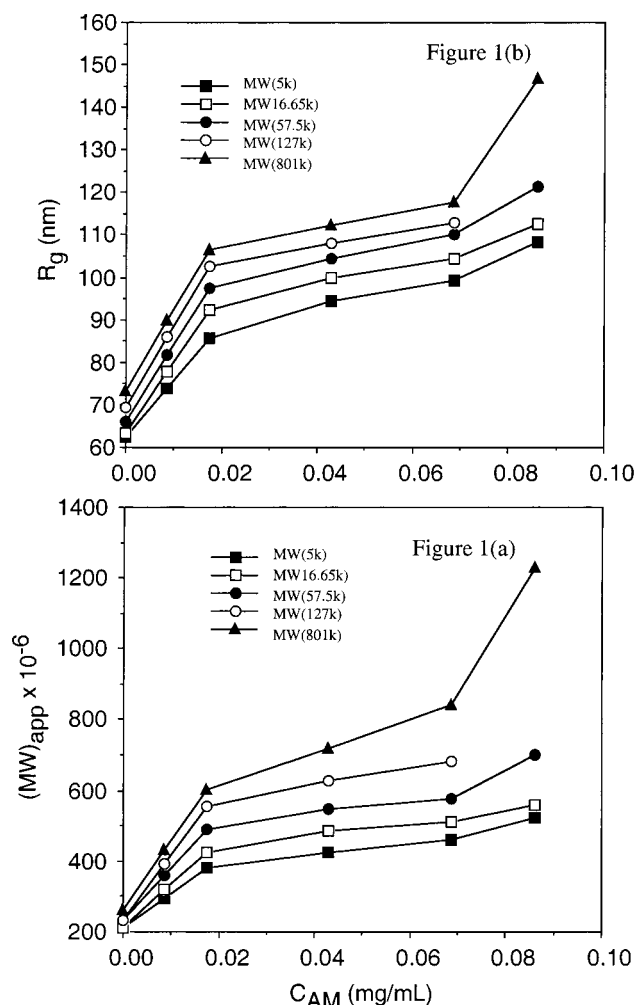 160
150
140
130
120
110
100
90
80
70
60
R_g (nm)
Figure 1(b)
MW(5k)
MW16.65k)
MW(57.5k)
MW(127k)
MW(801k)
0.00 0.02 0.04 0.06 0.08 0.10
1400
1200
1000
800
600
400
200
(MW)_app x 10^-6
Figure 1(a)
MW(5k)
MW16.65k)
MW(57.5k)
MW(127k)
MW(801k)
0.00 0.02 0.04 0.06 0.08 0.10
C_AM (mg/mL)